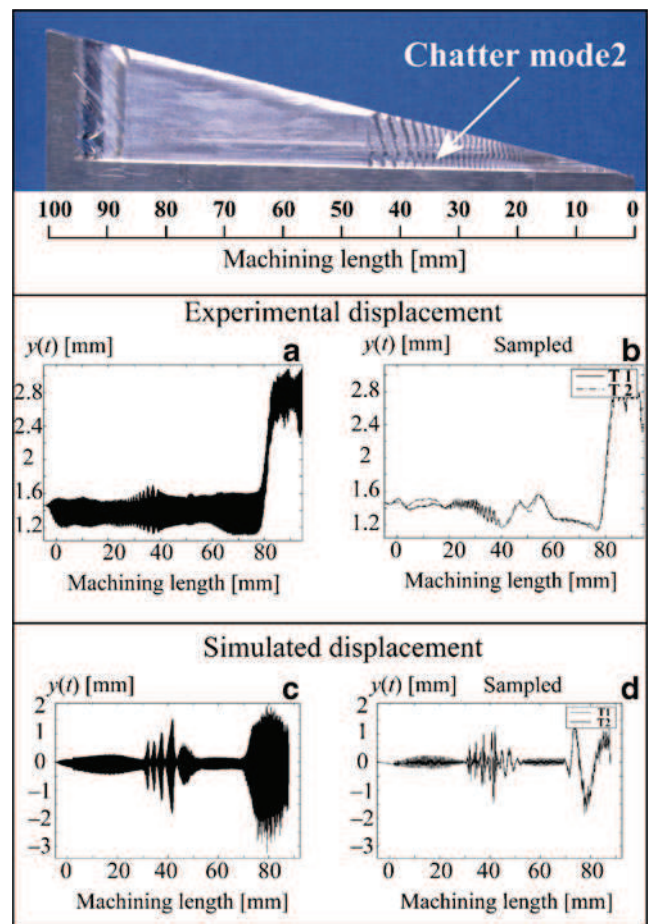 Chatter mode2
100 90 80 70 60 50 40 30 20 10 0
Machining length [mm]
Experimental displacement
y(t) [mm] a
2.8
2.4
2
1.6
1.2
0 20 40 60 80
Machining length [mm]
y(t) [mm] Sampled b
T 1
T 2
2.8
2.4
2
1.6
1.2
0 20 40 60 80
Machining length [mm]
Simulated displacement
y(t) [mm] c
2
1
0
−1
−2
−3
0 20 40 60 80
Machining length [mm]
y(t) [mm] Sampled d
T1
T2
2
1
0
−1
−2
−3
0 20 40 60 80
Machining length [mm]